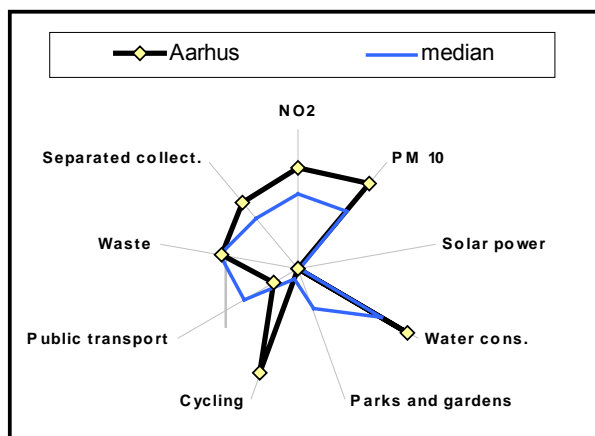 Aarhus median
NO2
Separated collect. PM 10
Waste Solar power
Public transport Water cons.
Cycling Parks and gardens